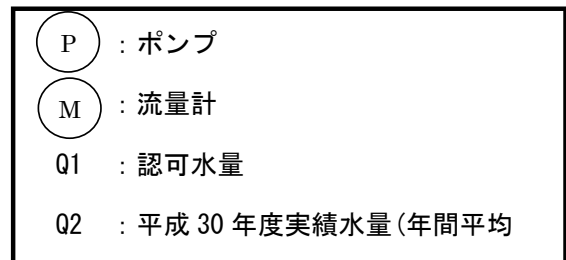 P : ポンプ
M : 流量計
Q1 : 認可水量
Q2 : 平成 30 年度実績水量(年間平均